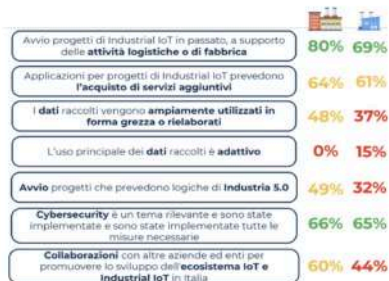 Avvio progetti di Industrial IoT in passato, a supporto
delle attività logistiche o di fabbrica
80% 69%
Applicazioni per progetti di Industrial IoT prevedono
l'acquisto di servizi aggiuntivi
64% 61%
I dati raccolti vengono ampiamente utilizzati in
forma grezza o rielaborati
48% 37%
L'uso principale dei dati raccolti è adattivo
0% 15%
Avvio progetti che prevedono logiche di Industria 5.0
49% 32%
Cybersecurity è un tema rilevante e sono state
implementate e sono state implementate tutte le
misure necessarie
66% 65%
Collaborazioni con altre aziende ed enti per
promuovere lo sviluppo dell'ecosistema IoT e
Industrial IoT in Italia
60% 44%